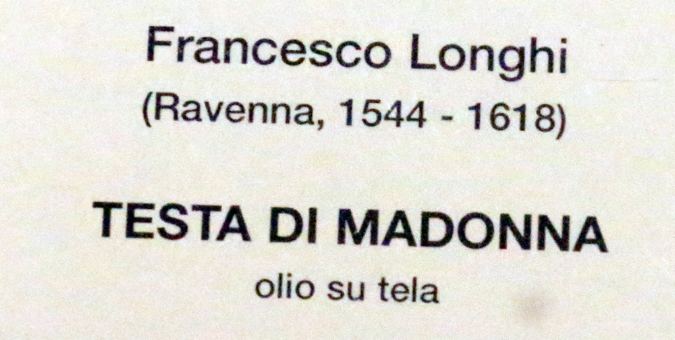 Francesco Longhi
(Ravenna, 1544 - 1618)
TESTA DI MADONNA
olio su tela